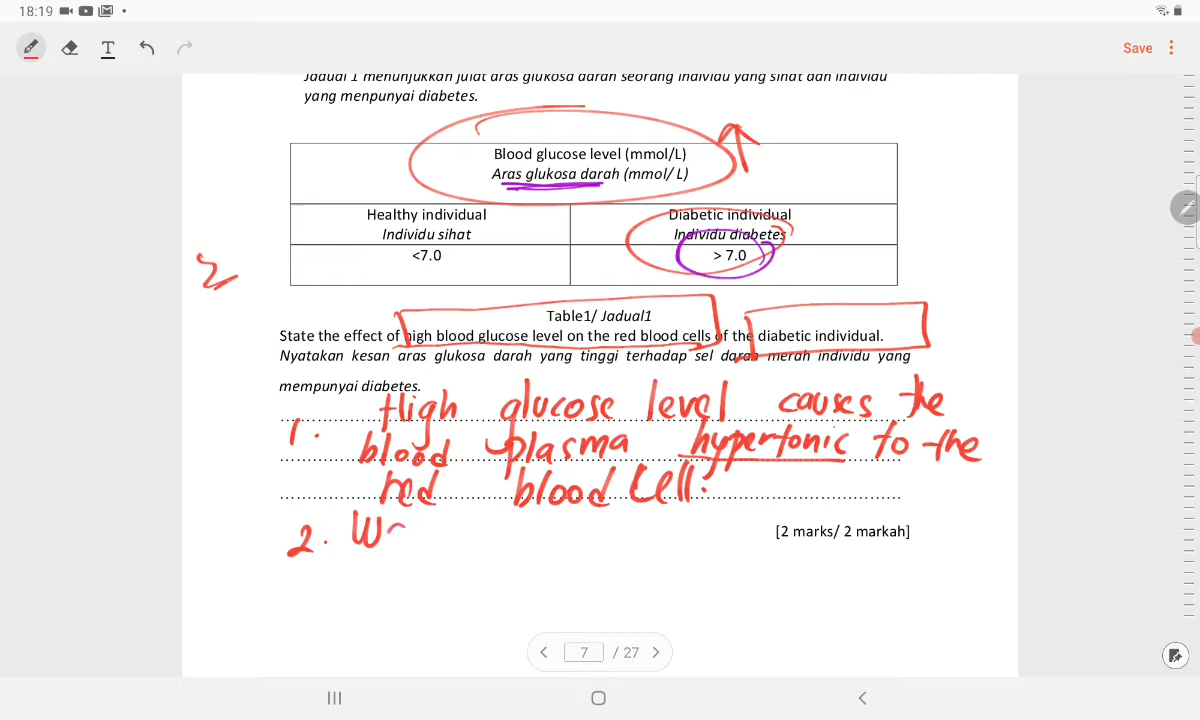 18:19
Save
Jadual 1 menunjukkan julat aras glukosa darah seorang individu yang sihat dan individu
yang menpunyai diabetes.
Blood glucose level (mmol/L)
Aras glukosa darah (mmol/ L)
Healthy individual
Individu sihat
Diabetic individual
Individu diabetes
<7.0
> 7.0
2
Table1/ Jadual1
State the effect of high blood glucose level on the red blood cells of the diabetic individual.
Nyatakan kesan aras glukosa darah yang tinggi terhadap sel darah merah individu yang
mempunyai diabetes.
1. High glucose level causes the
blood plasma hypertonic to the
red blood cell.
[2 marks/ 2 markah]
2. W
7 / 27